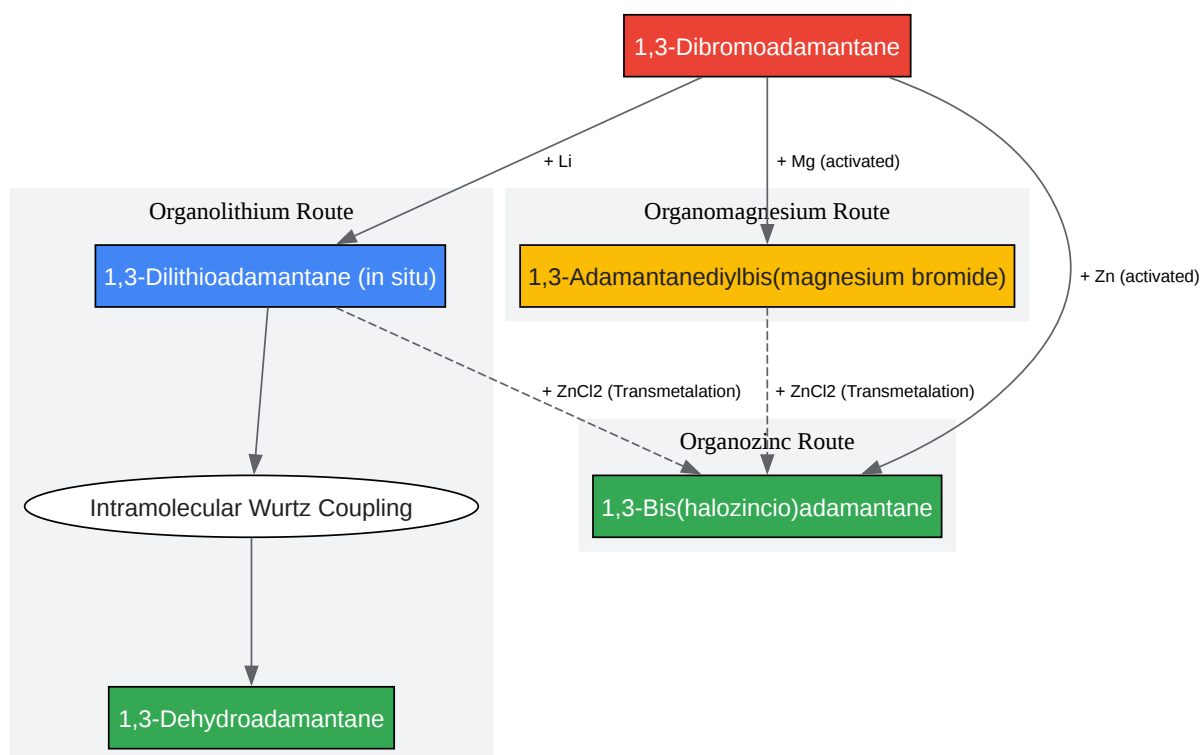 1,3-Dibromoadamantane
+ Li
+ Mg (activated)
+ Zn (activated)
Organolithium Route
Organomagnesium Route
1,3-Dilithioadamantane (in situ)
1,3-Adamantanediylbis(magnesium bromide)
+ ZnCl2 (Transmetalation)
+ ZnCl2 (Transmetalation)
Organozinc Route
Intramolecular Wurtz Coupling
1,3-Bis(halozincio)adamantane
1,3-Dehydroadamantane